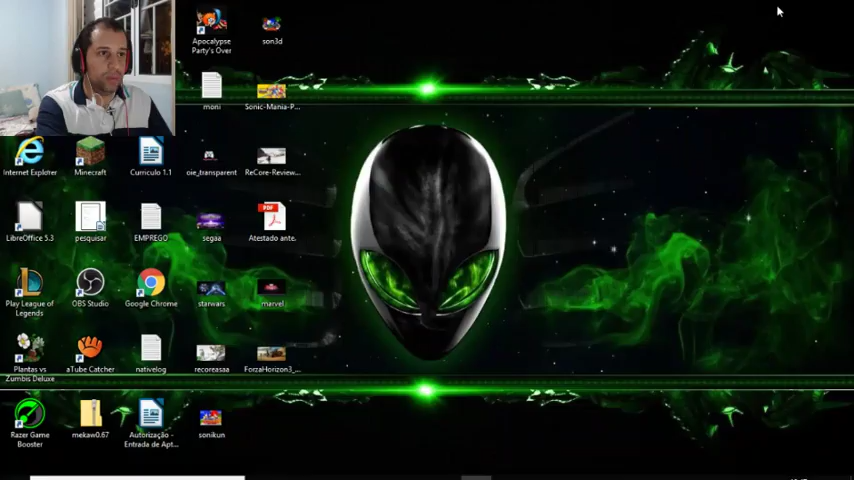 Apocalypse
Party's Over
son3d
moni
Sonic-Mania-P...
Internet Explorer
Minecraft
Curriculo 1.1
oie_transparent
ReCore-Review...
LibreOffice 5.3
pesquisar
EMPREGO
segaa
Atestado ante.
PDF
Play League of
Legends
OBS Studio
Google Chrome
starwars
marvel
Plantas vs
Zumbis Deluxe
aTube Catcher
nativelog
recoreasaa
ForzaHorizon3_...
Razer Game
Booster
mekaw0.67
Autorização -
Entrada de Apt...
sonikun